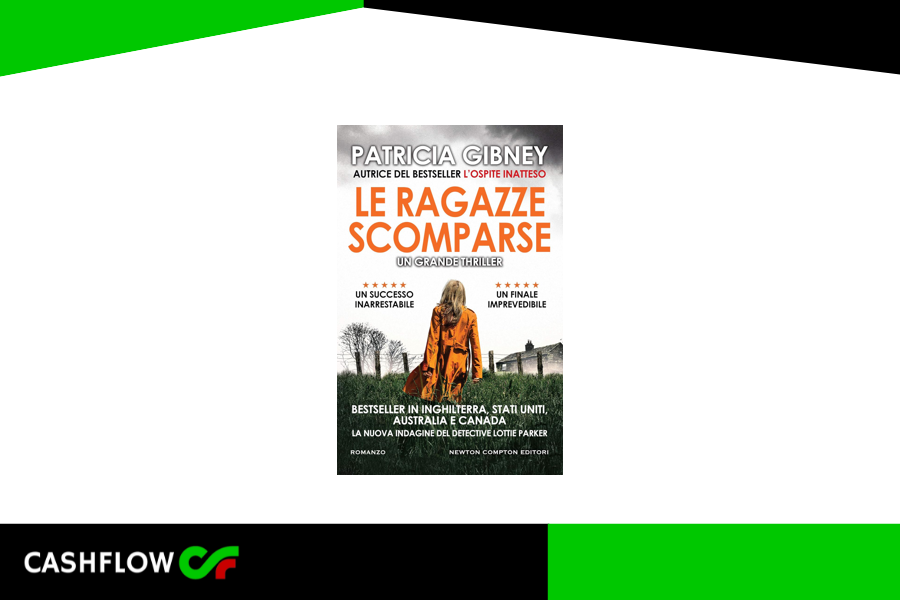 PATRICIA GIBNEY
AUTRICE DEL BESTSELLER L'OSPITE INATTESO
LE RAGAZZE
SCOMPARSE
UN GRANDE THRILLER
UN SUCCESSO
INARRESTABILE
UN FINALE
IMPREVEDIBILE
BESTSELLER IN INGHILTERRA, STATI UNITI,
AUSTRALIA E CANADA
LA NUOVA INDAGINE DEL DETECTIVE LOTTIE PARKER
ROMANZO
NEWTON COMPTON EDITORI
CASHFLOW